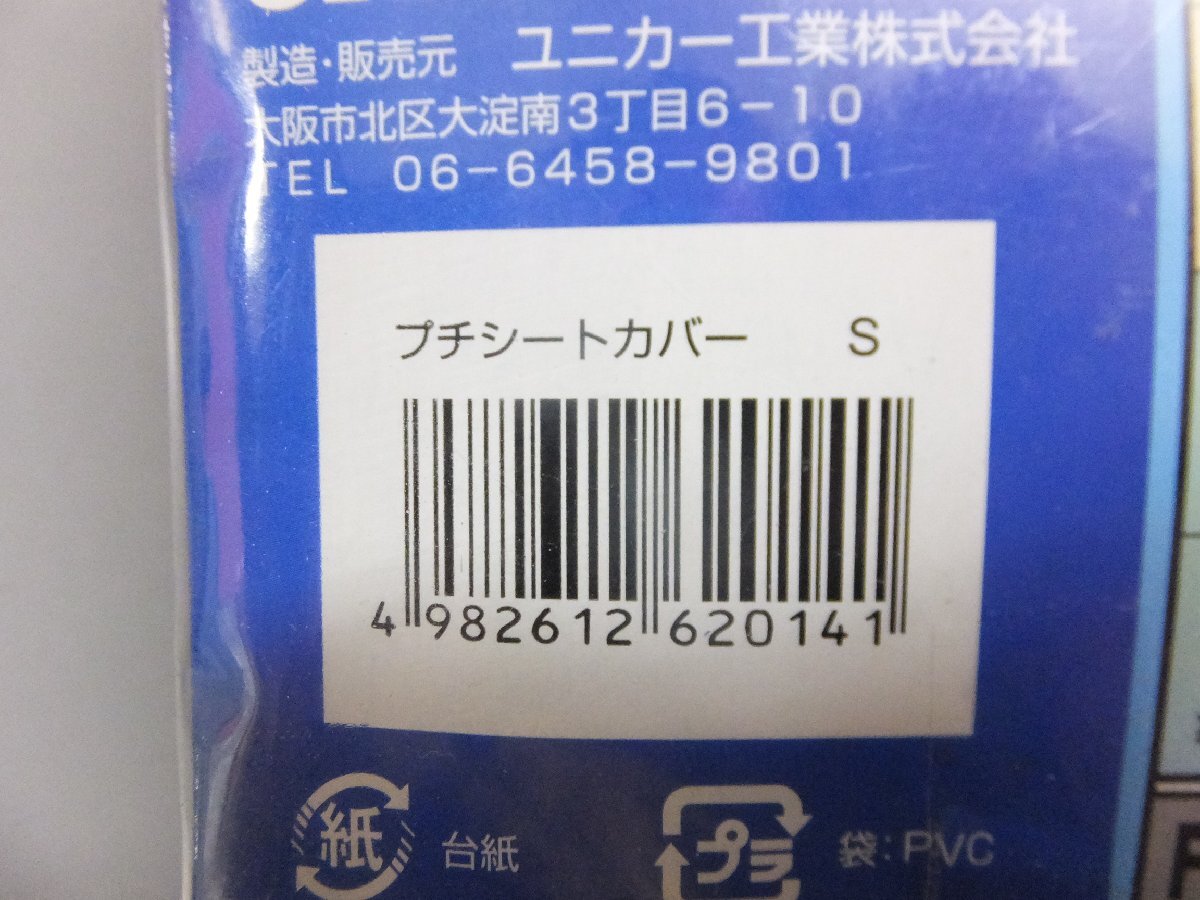 製造・販売元 ユニカー工業株式会社
大阪市北区大淀南3丁目6-10
TEL 06-6458-9801
プチシートカバー S
4 982612 620141
紙 台紙 プラ 袋:PVC